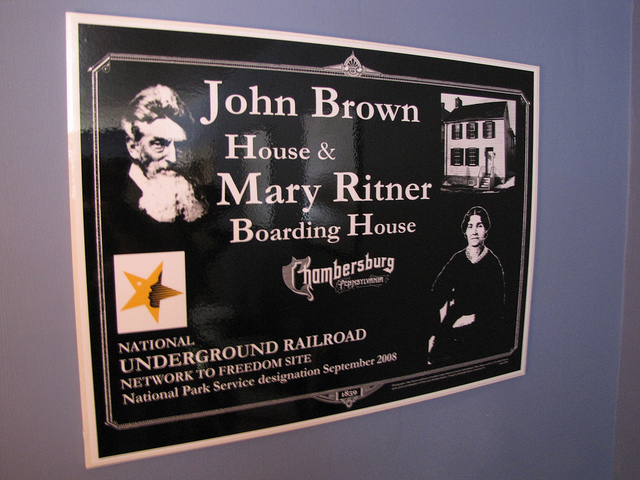 John Brown
House &
Mary Ritner
Boarding House
Chambersburg
PENNSYLVANIA
NATIONAL
UNDERGROUND RAILROAD
NETWORK TO FREEDOM SITE
National Park Service designation September 2008
1859